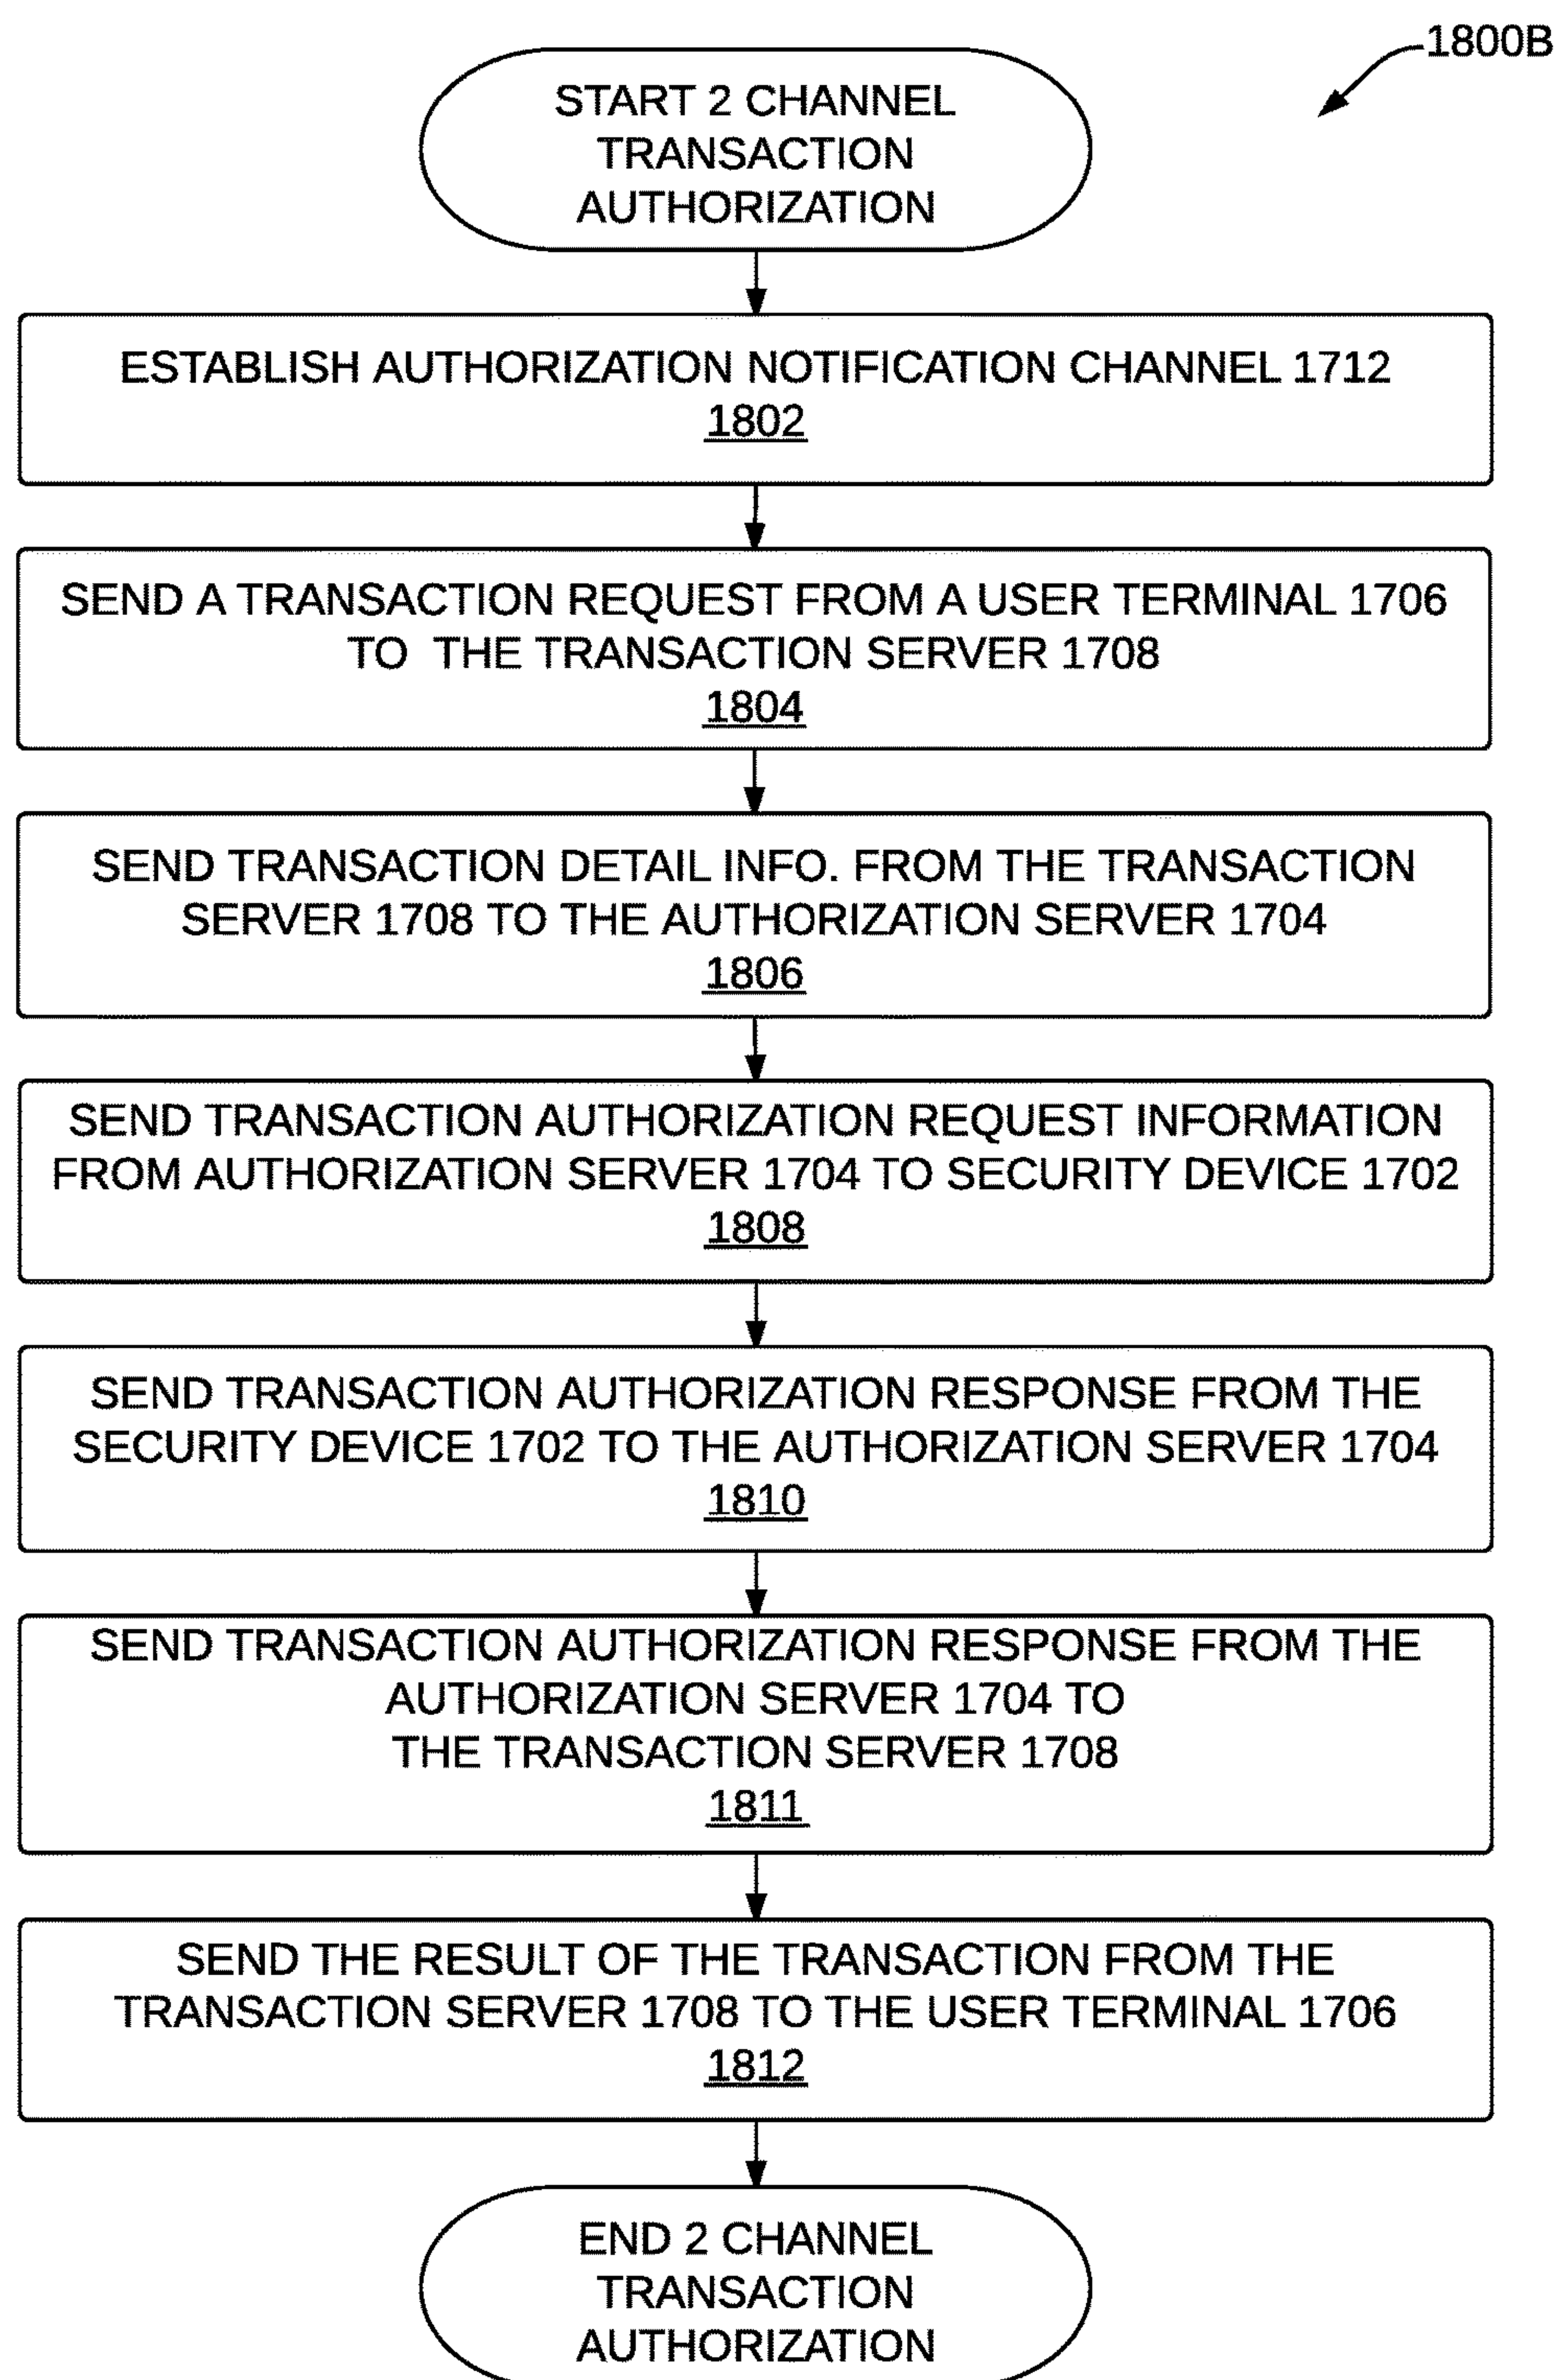 1800B
START 2 CHANNEL
TRANSACTION
AUTHORIZATION
ESTABLISH AUTHORIZATION NOTIFICATION CHANNEL 1712
1802
SEND A TRANSACTION REQUEST FROM A USER TERMINAL 1706
TO THE TRANSACTION SERVER 1708
1804
SEND TRANSACTION DETAIL INFO. FROM THE TRANSACTION
SERVER 1708 TO THE AUTHORIZATION SERVER 1704
1806
SEND TRANSACTION AUTHORIZATION REQUEST INFORMATION
FROM AUTHORIZATION SERVER 1704 TO SECURITY DEVICE 1702
1808
SEND TRANSACTION AUTHORIZATION RESPONSE FROM THE
SECURITY DEVICE 1702 TO THE AUTHORIZATION SERVER 1704
1810
SEND TRANSACTION AUTHORIZATION RESPONSE FROM THE
AUTHORIZATION SERVER 1704 TO
THE TRANSACTION SERVER 1708
1811
SEND THE RESULT OF THE TRANSACTION FROM THE
TRANSACTION SERVER 1708 TO THE USER TERMINAL 1706
1812
END 2 CHANNEL
TRANSACTION
AUTHORIZATION